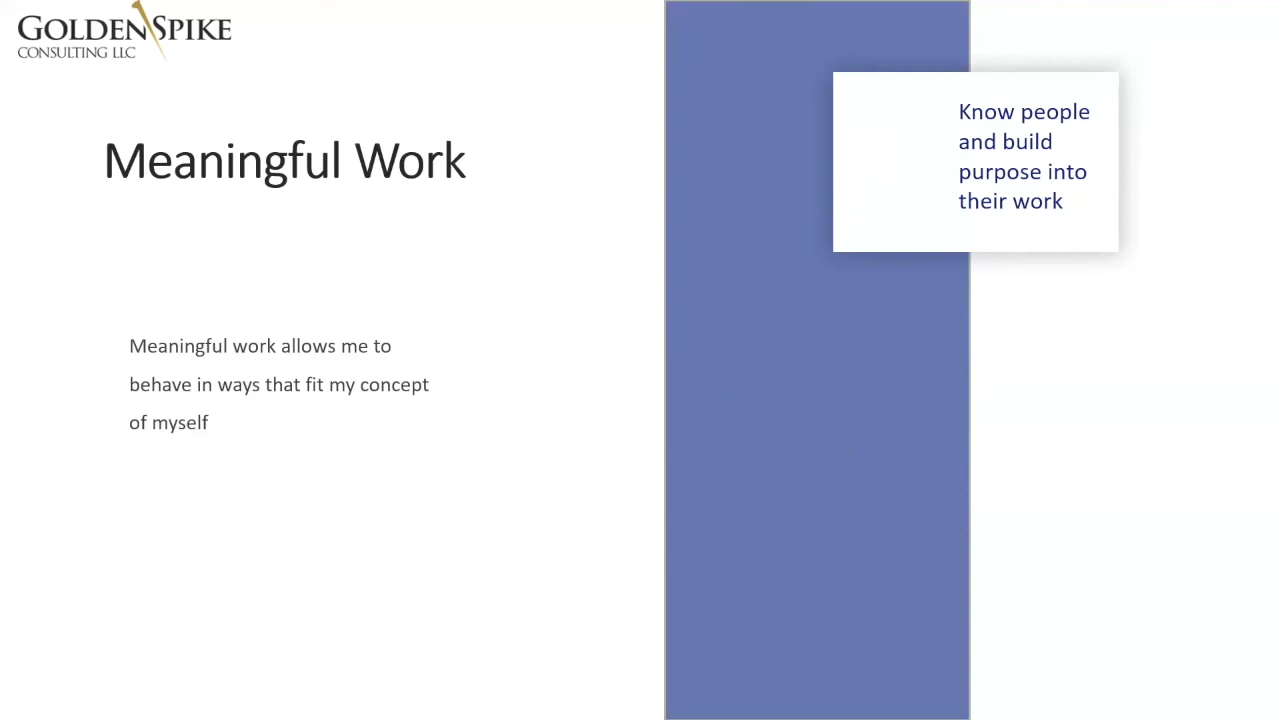 GOLDEN SPIKE
CONSULTING LLC
Meaningful Work
Meaningful work allows me to
behave in ways that fit my concept
of myself
Know people
and build
purpose into
their work